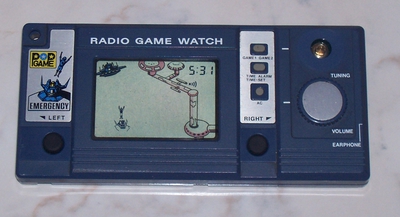 RADIO GAME WATCH
POP
GAME
EMERGENCY
LEFT
5:31
GAME1 GAME2
TIME ALARM
TIME-SET
AC
RIGHT
TUNING
VOLUME
EARPHONE